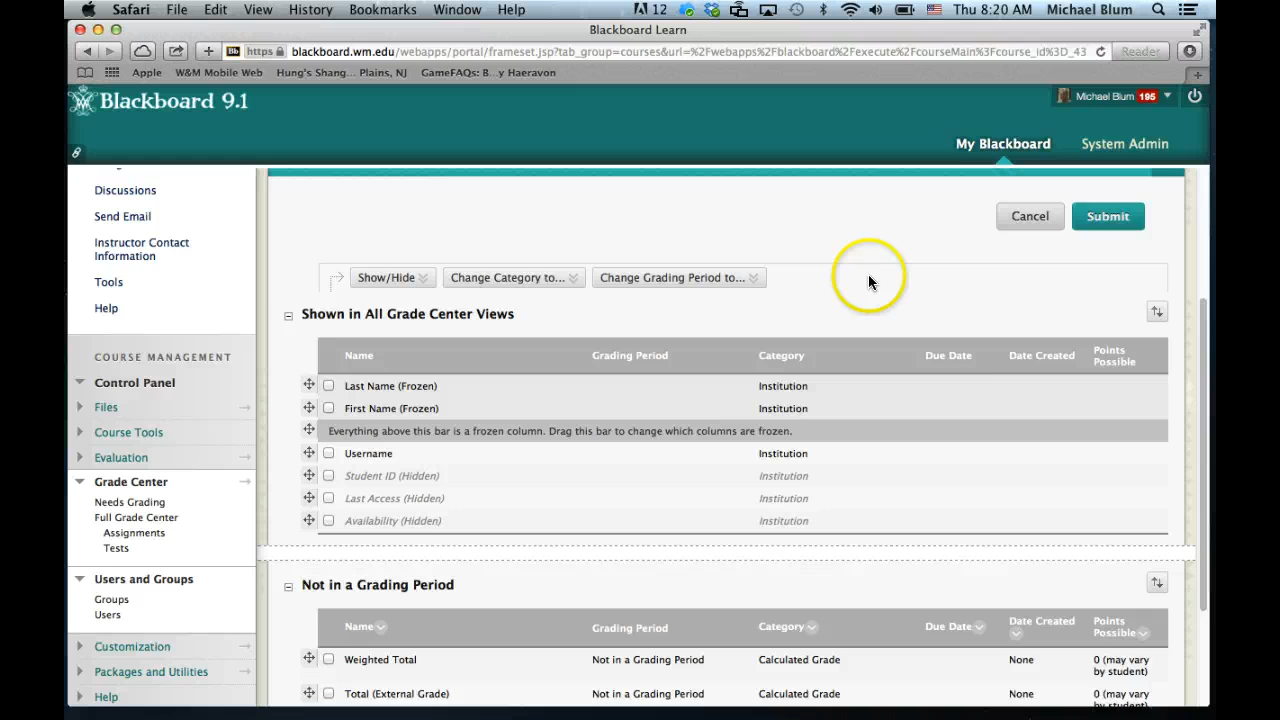 Safari File Edit View History Bookmarks Window Help 12 Thu 8:20 AM Michael Blum
Blackboard Learn
Bb https blackboard.wm.edu/webapps/portal/frameset.jsp?tab_group=courses&url=%2Fwebapps%2Fblackboard%2Fexecute%2FcourseMain%3Fcourse_id%3D_43 Reader
Apple W&M Mobile Web Hung's Shang... Plains, NJ GameFAQs: B...y Haeravon
Blackboard 9.1
Michael Blum 195
My Blackboard System Admin
Discussions
Send Email
Instructor Contact
Information
Tools
Help
COURSE MANAGEMENT
Control Panel
Files
Course Tools
Evaluation
Grade Center
Needs Grading
Full Grade Center
Assignments
Tests
Users and Groups
Groups
Users
Customization
Packages and Utilities
Help
Cancel Submit
Show/Hide Change Category to... Change Grading Period to...
Shown in All Grade Center Views
Name Grading Period Category Due Date Date Created Points
Possible
Last Name (Frozen) Institution
First Name (Frozen) Institution
Everything above this bar is a frozen column. Drag this bar to change which columns are frozen.
Username Institution
Student ID (Hidden) Institution
Last Access (Hidden) Institution
Availability (Hidden) Institution
Not in a Grading Period
Name Grading Period Category Due Date Date Created Points
Possible
Weighted Total Not in a Grading Period Calculated Grade None 0 (may vary
by student)
Total (External Grade) Not in a Grading Period Calculated Grade None 0 (may vary
by student)